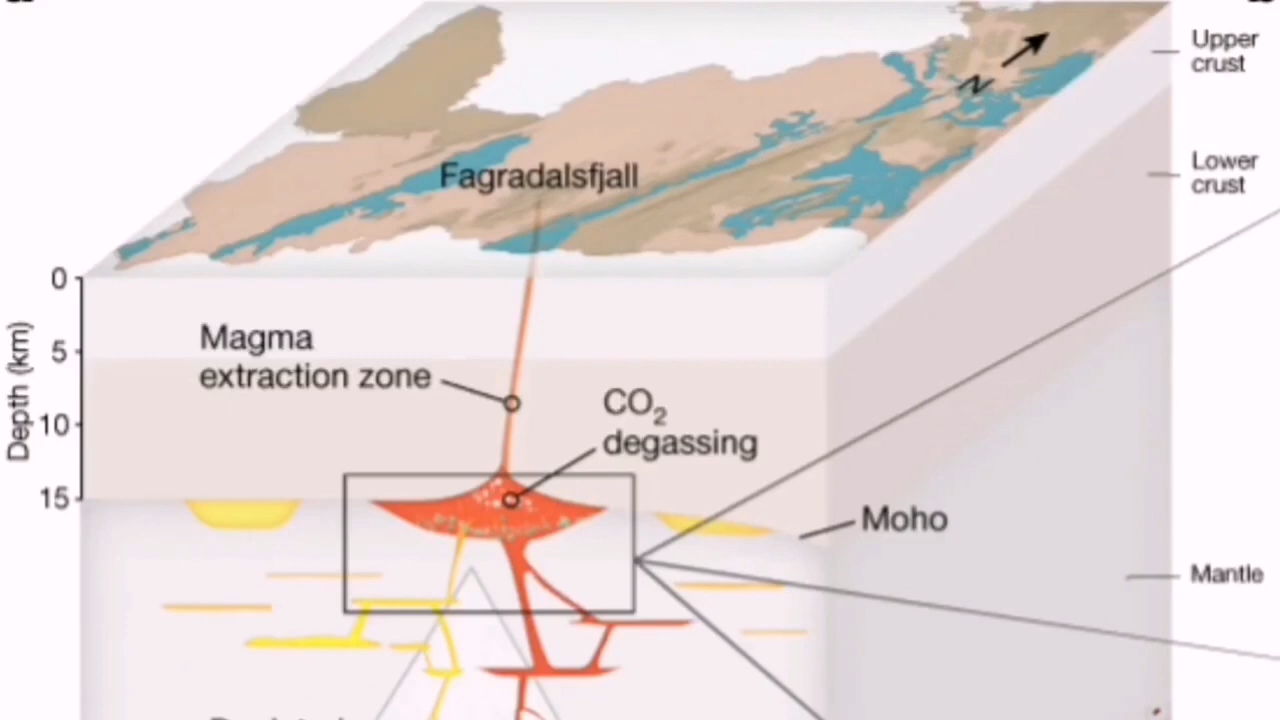 Upper
crust
N
Lower
crust
Fagradalsfjall
0
5
10
15
Depth (km)
Magma
extraction zone
CO₂
degassing
Moho
Mantle